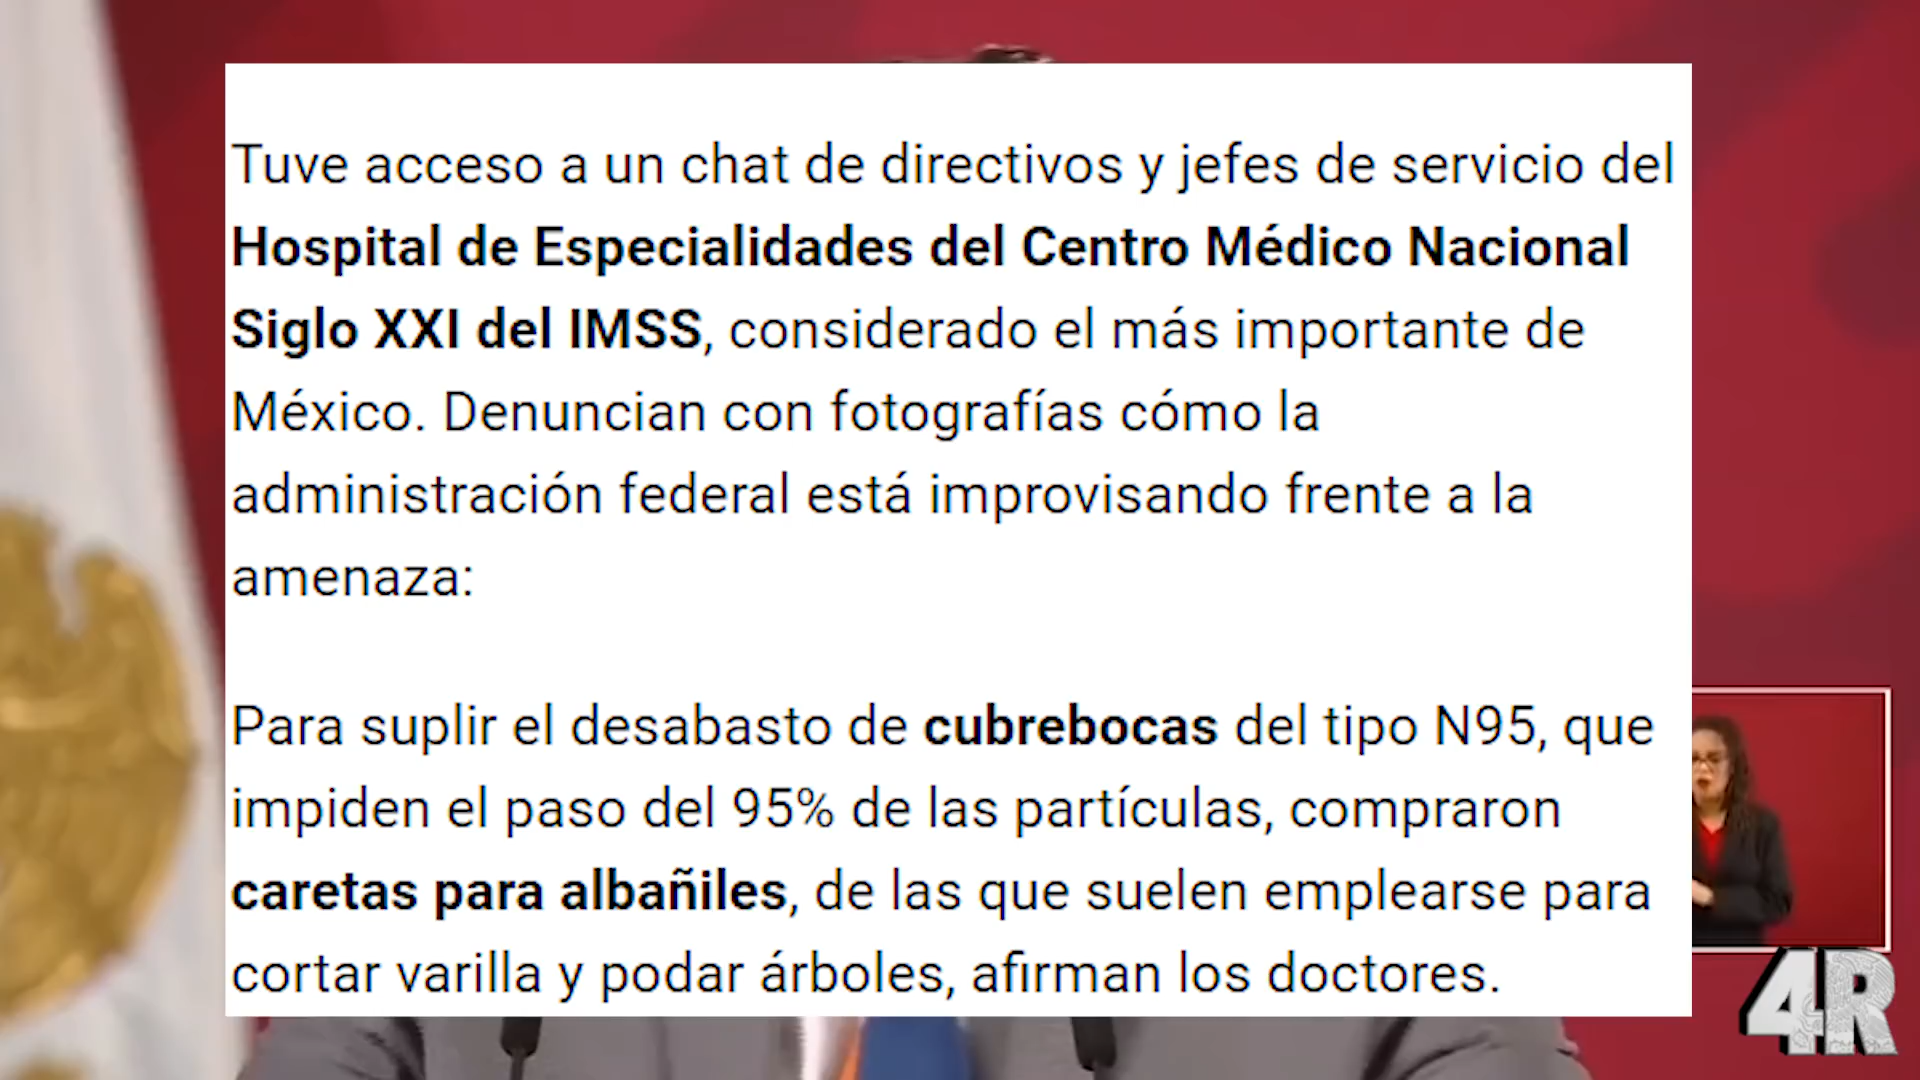 Tuve acceso a un chat de directivos y jefes de servicio del
Hospital de Especialidades del Centro Médico Nacional
Siglo XXI del IMSS, considerado el más importante de
México. Denuncian con fotografías cómo la
administración federal está improvisando frente a la
amenaza:
Para suplir el desabasto de cubrebocas del tipo N95, que
impiden el paso del 95% de las partículas, compraron
caretas para albañiles, de las que suelen emplearse para
cortar varilla y podar árboles, afirman los doctores.
4R